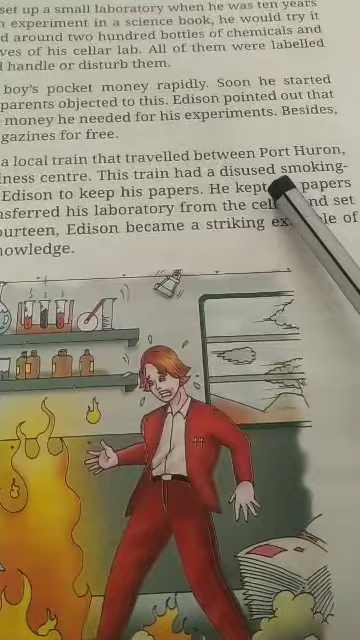 set up a small laboratory when he was ten years
experiment in a science book, he would try it
around two hundred bottles of chemicals and
ves of his cellar lab. All of them were labelled
handle or disturb them.
boy's pocket money rapidly. Soon he started
parents objected to this. Edison pointed out that
money he needed for his experiments. Besides,
gazines for free.
a local train that travelled between Port Huron,
iness centre. This train had a disused smoking-
Edison to keep his papers. He kept papers
nsferred his laboratory from the cell nd set
ourteen, Edison became a striking ex le of
nowledge.